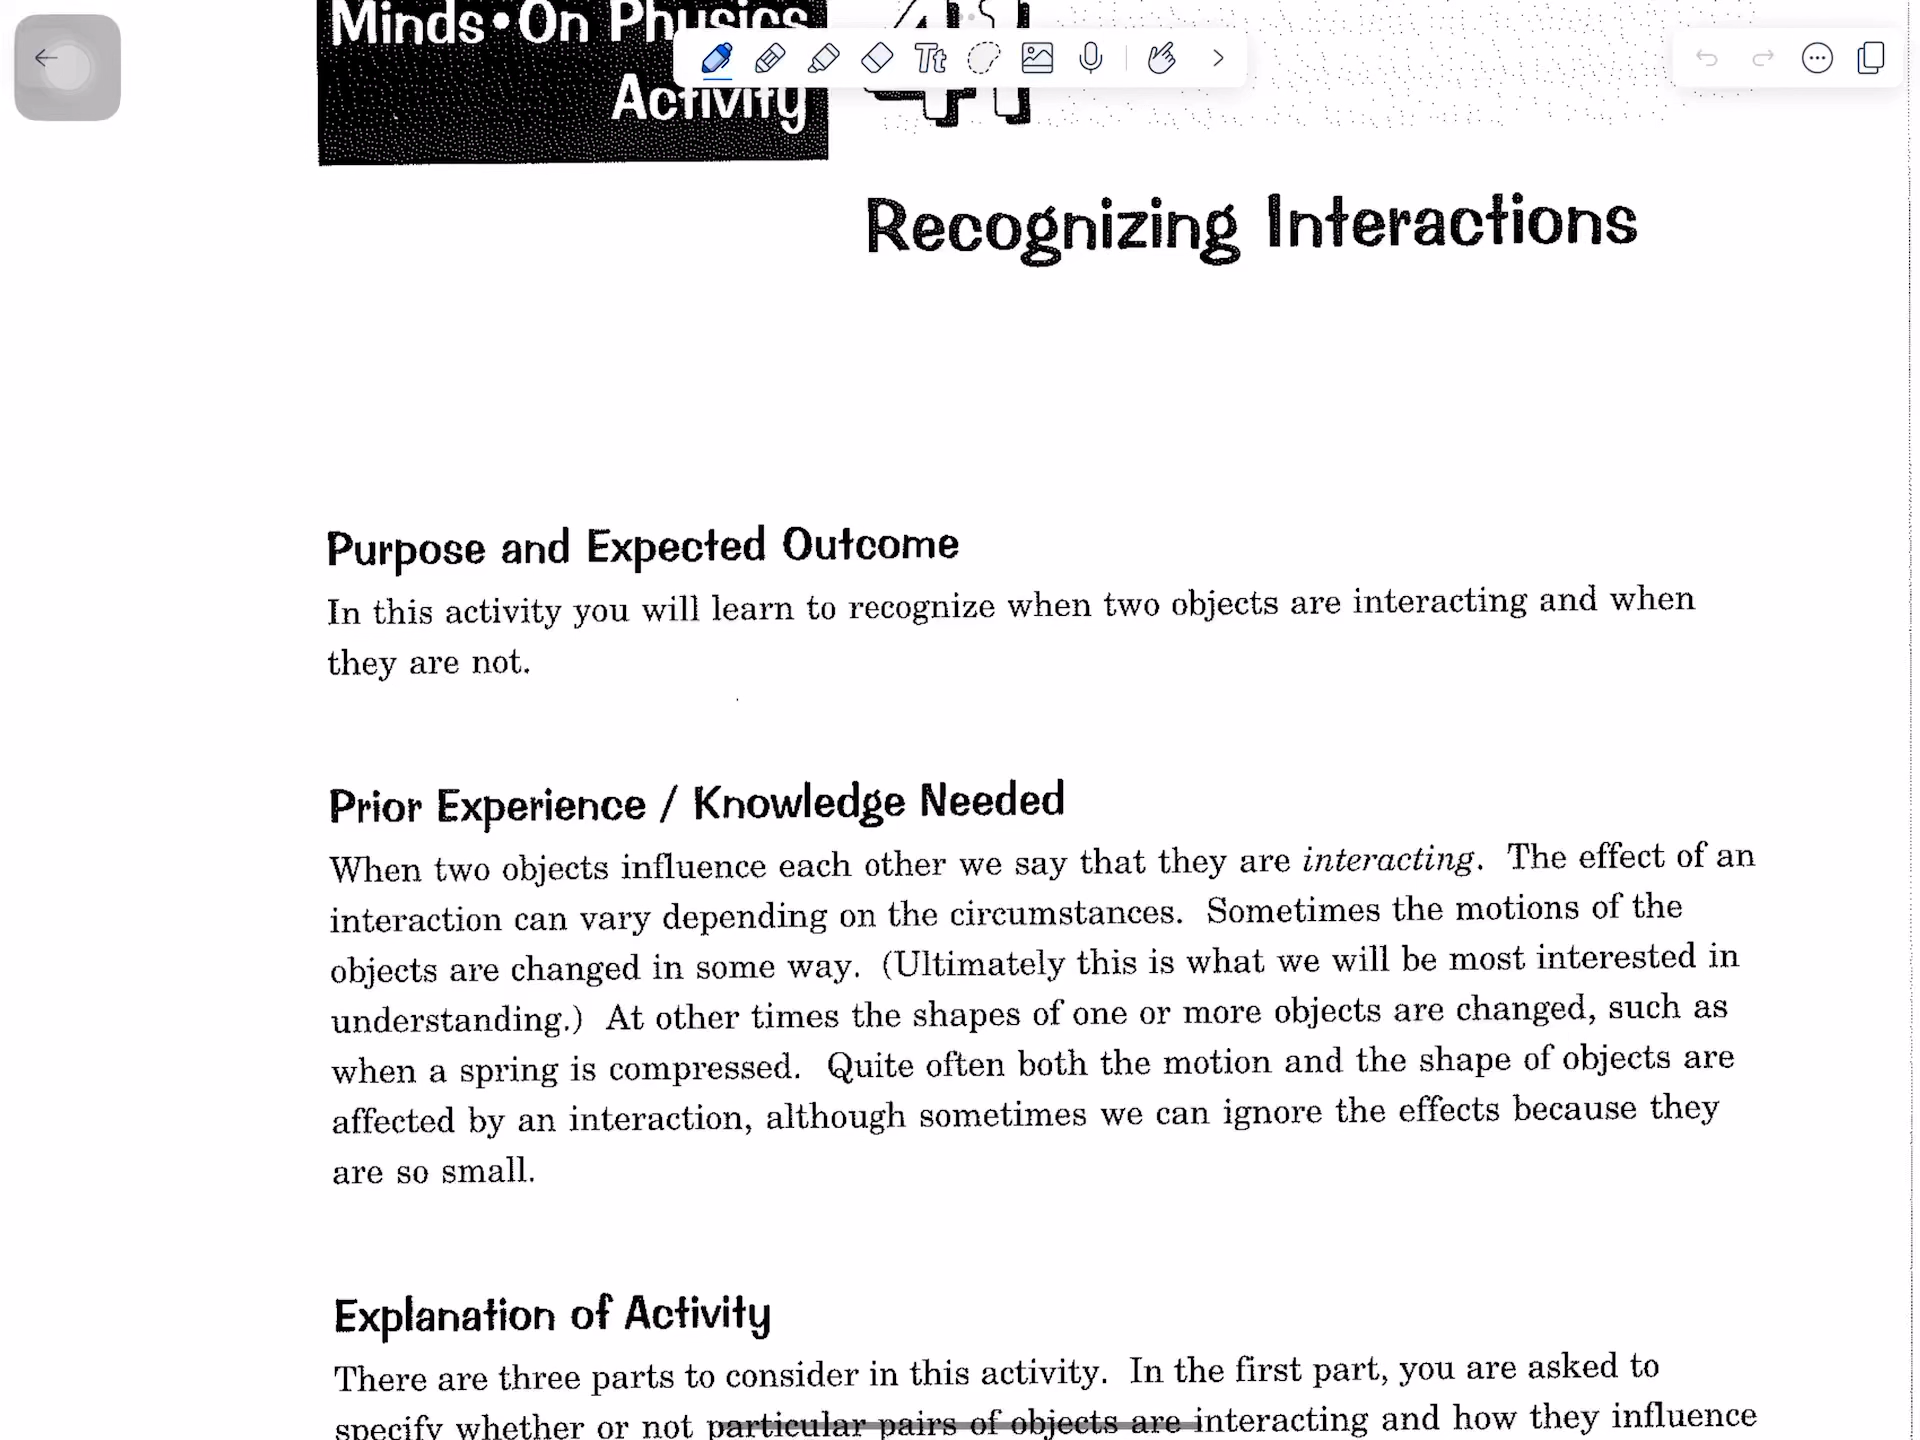 Minds•On Physics
Activity
41
Recognizing Interactions
Purpose and Expected Outcome
In this activity you will learn to recognize when two objects are interacting and when
they are not.
Prior Experience / Knowledge Needed
When two objects influence each other we say that they are interacting. The effect of an
interaction can vary depending on the circumstances. Sometimes the motions of the
objects are changed in some way. (Ultimately this is what we will be most interested in
understanding.) At other times the shapes of one or more objects are changed, such as
when a spring is compressed. Quite often both the motion and the shape of objects are
affected by an interaction, although sometimes we can ignore the effects because they
are so small.
Explanation of Activity
There are three parts to consider in this activity. In the first part, you are asked to
specify whether or not particular pairs of objects are interacting and how they influence